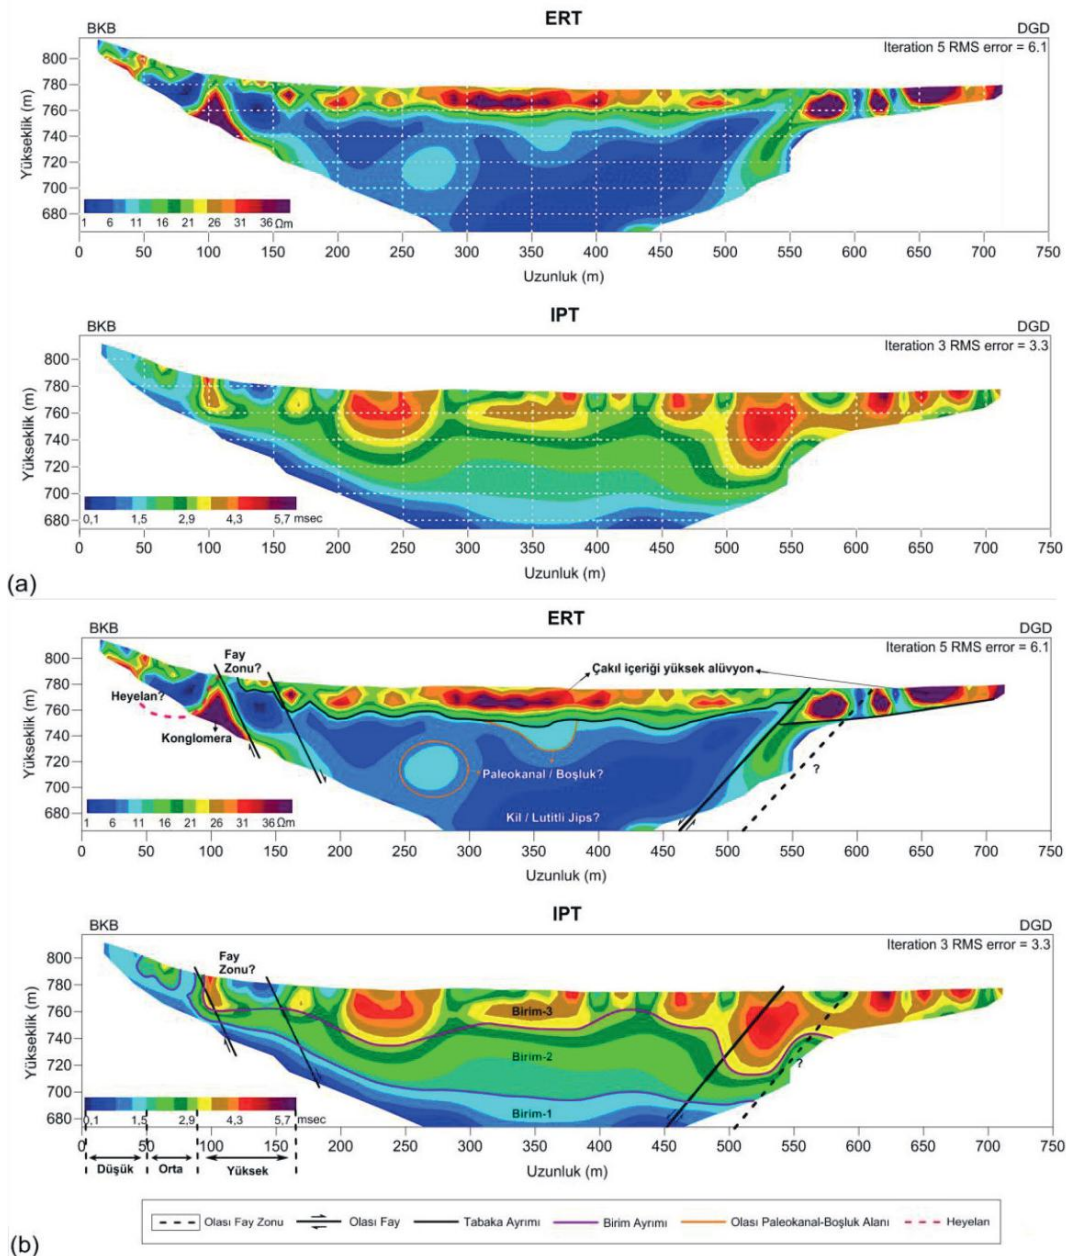 ERT
BKB
DGD
Iteration 5 RMS error = 6.1
Yükseklik (m)
800
780
760
740
720
700
680
1 6 11 16 21 26 31 36 Ωm
0 50 100 150 200 250 300 350 400 450 500 550 600 650 700 750
Uzunluk (m)
IPT
BKB
DGD
Iteration 3 RMS error = 3.3
Yükseklik (m)
800
780
760
740
720
700
680
0,1 1,5 2,9 4,3 5,7 msec
0 50 100 150 200 250 300 350 400 450 500 550 600 650 700 750
Uzunluk (m)
(a)
ERT
BKB
DGD
Iteration 5 RMS error = 6.1
Fay
Zonu?
Çakıl içeriği yüksek alüvyon
Heyelan?
Konglomera
Paleokanal / Boşluk?
?
Kil / Lutitli Jips?
Yükseklik (m)
800
780
760
740
720
700
680
1 6 11 16 21 26 31 36 Ωm
0 50 100 150 200 250 300 350 400 450 500 550 600 650 700 750
Uzunluk (m)
IPT
BKB
DGD
Iteration 3 RMS error = 3.3
Fay
Zonu?
Birim-3
Birim-2
?
Birim-1
Yükseklik (m)
800
780
760
740
720
700
680
0,1 1,5 2,9 4,3 5,7 msec
0 50 100 150 200 250 300 350 400 450 500 550 600 650 700 750
Düşük Orta Yüksek
Uzunluk (m)
Olası Fay Zonu Olası Fay Tabaka Ayrımı Birim Ayrımı Olası Paleokanal-Boşluk Alanı Heyelan
(b)